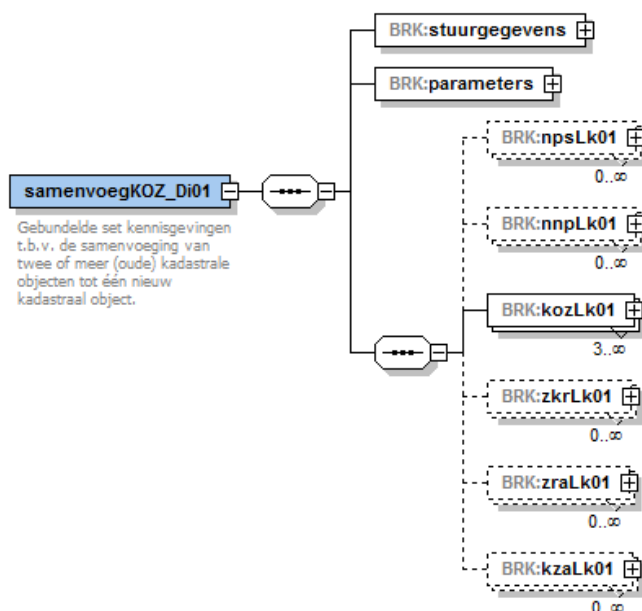 BRK:stuurgegevens
BRK:parameters
BRK:npsLk01
0..∞
samenvoegKOZ_Di01
Gebundelde set kennisgevingen
t.b.v. de samenvoeging van
twee of meer (oude) kadastrale
objecten tot één nieuw
kadastraal object.
BRK:nnpLk01
0..∞
BRK:kozLk01
3..∞
BRK:zkrLk01
0..∞
BRK:zraLk01
0..∞
BRK:kzaLk01
0..∞